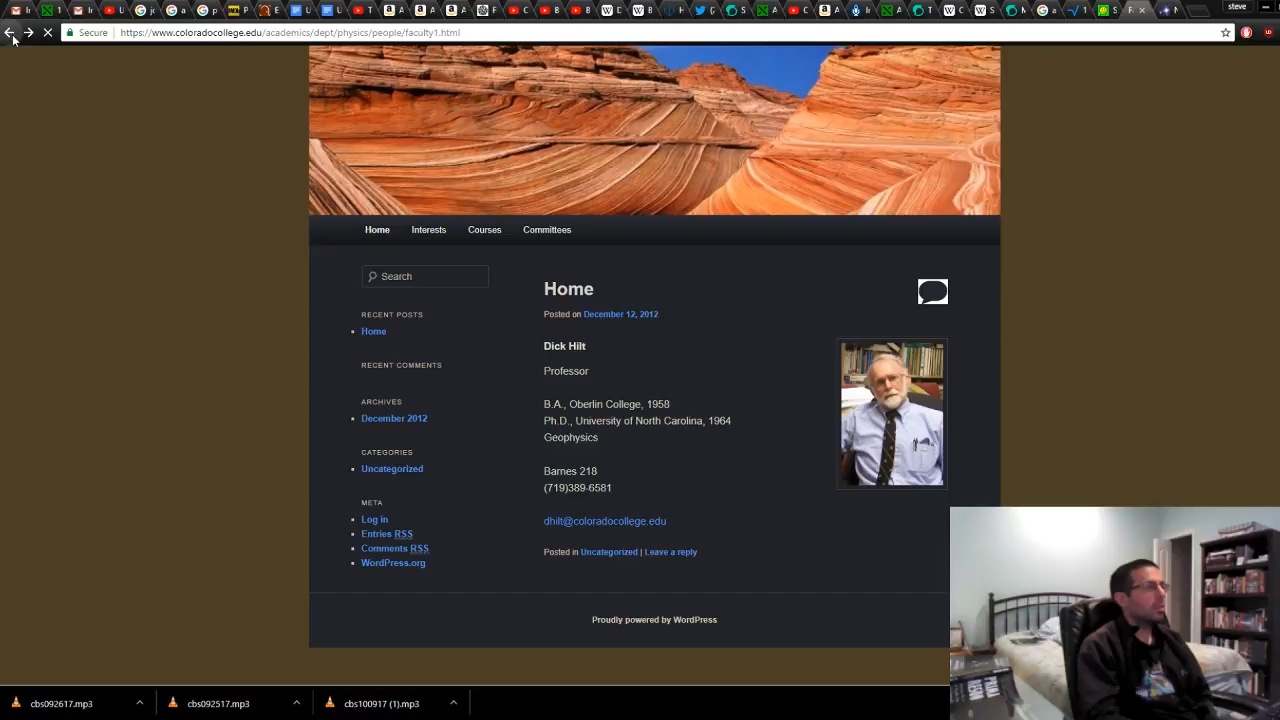 steve
Secure https://www.coloradocollege.edu/academics/dept/physics/people/faculty1.html
Home Interests Courses Committees
Search
RECENT POSTS
Home
RECENT COMMENTS
ARCHIVES
December 2012
CATEGORIES
Uncategorized
META
Log in
Entries RSS
Comments RSS
WordPress.org
Home
Posted on December 12, 2012
Dick Hilt
Professor
B.A., Oberlin College, 1958
Ph.D., University of North Carolina, 1964
Geophysics
Barnes 218
(719)389-6581
dhilt@coloradocollege.edu
Posted in Uncategorized | Leave a reply
Proudly powered by WordPress
cbs092617.mp3 cbs092517.mp3 cbs100917 (1).mp3